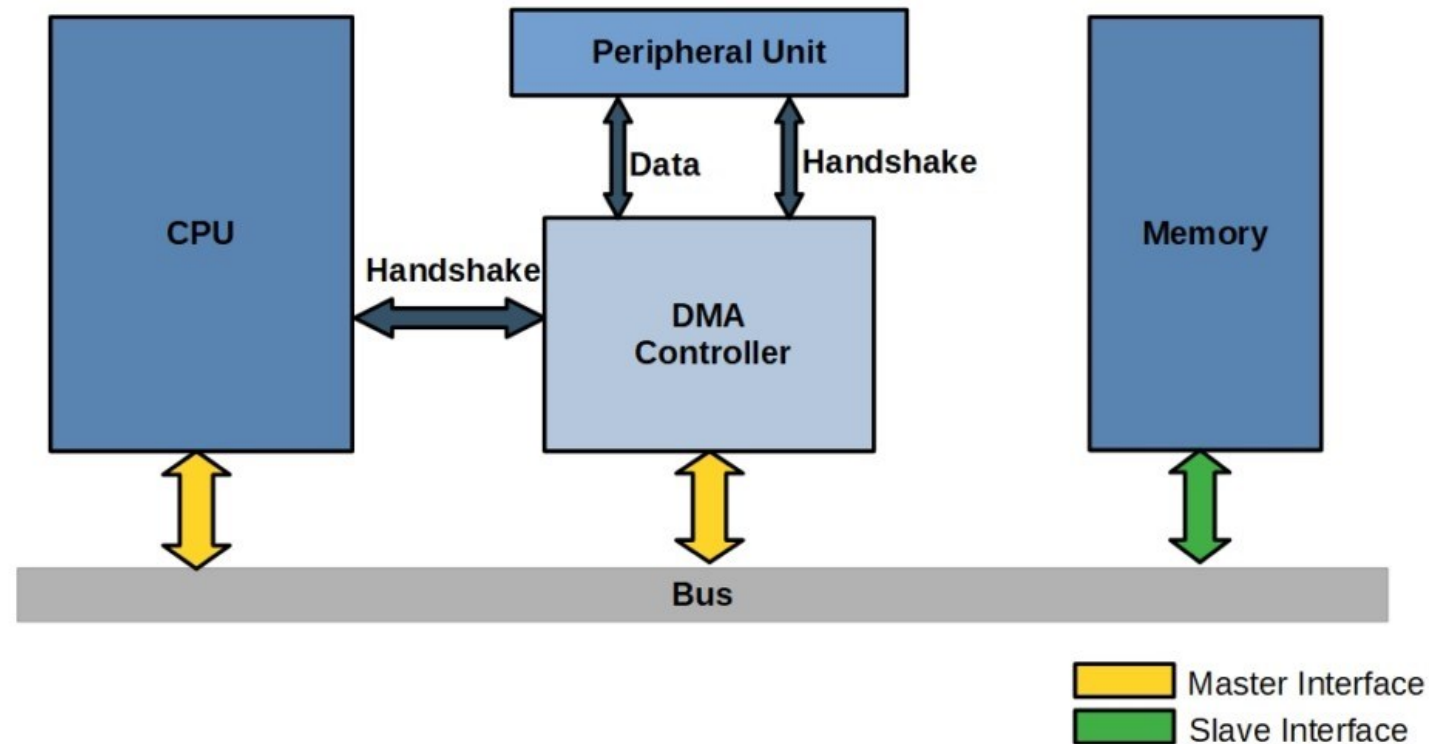 Peripheral Unit
Data
Handshake
CPU
Memory
Handshake
DMA
Controller
Bus
Master Interface
Slave Interface